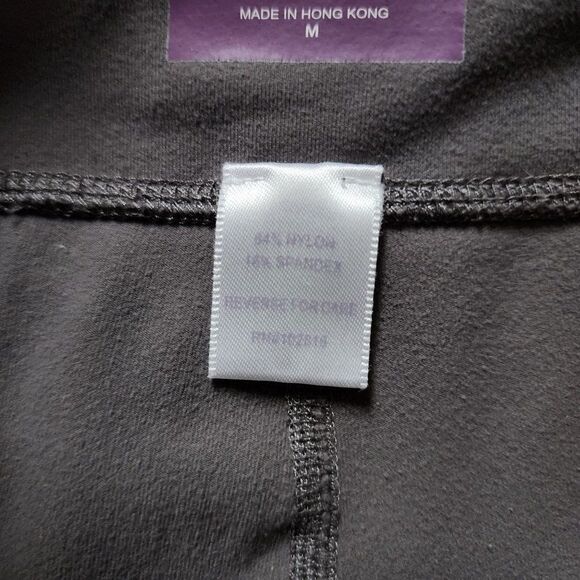 MADE IN HONG KONG
M
84% NYLON
16% SPANDEX
REVERSE FOR CARE